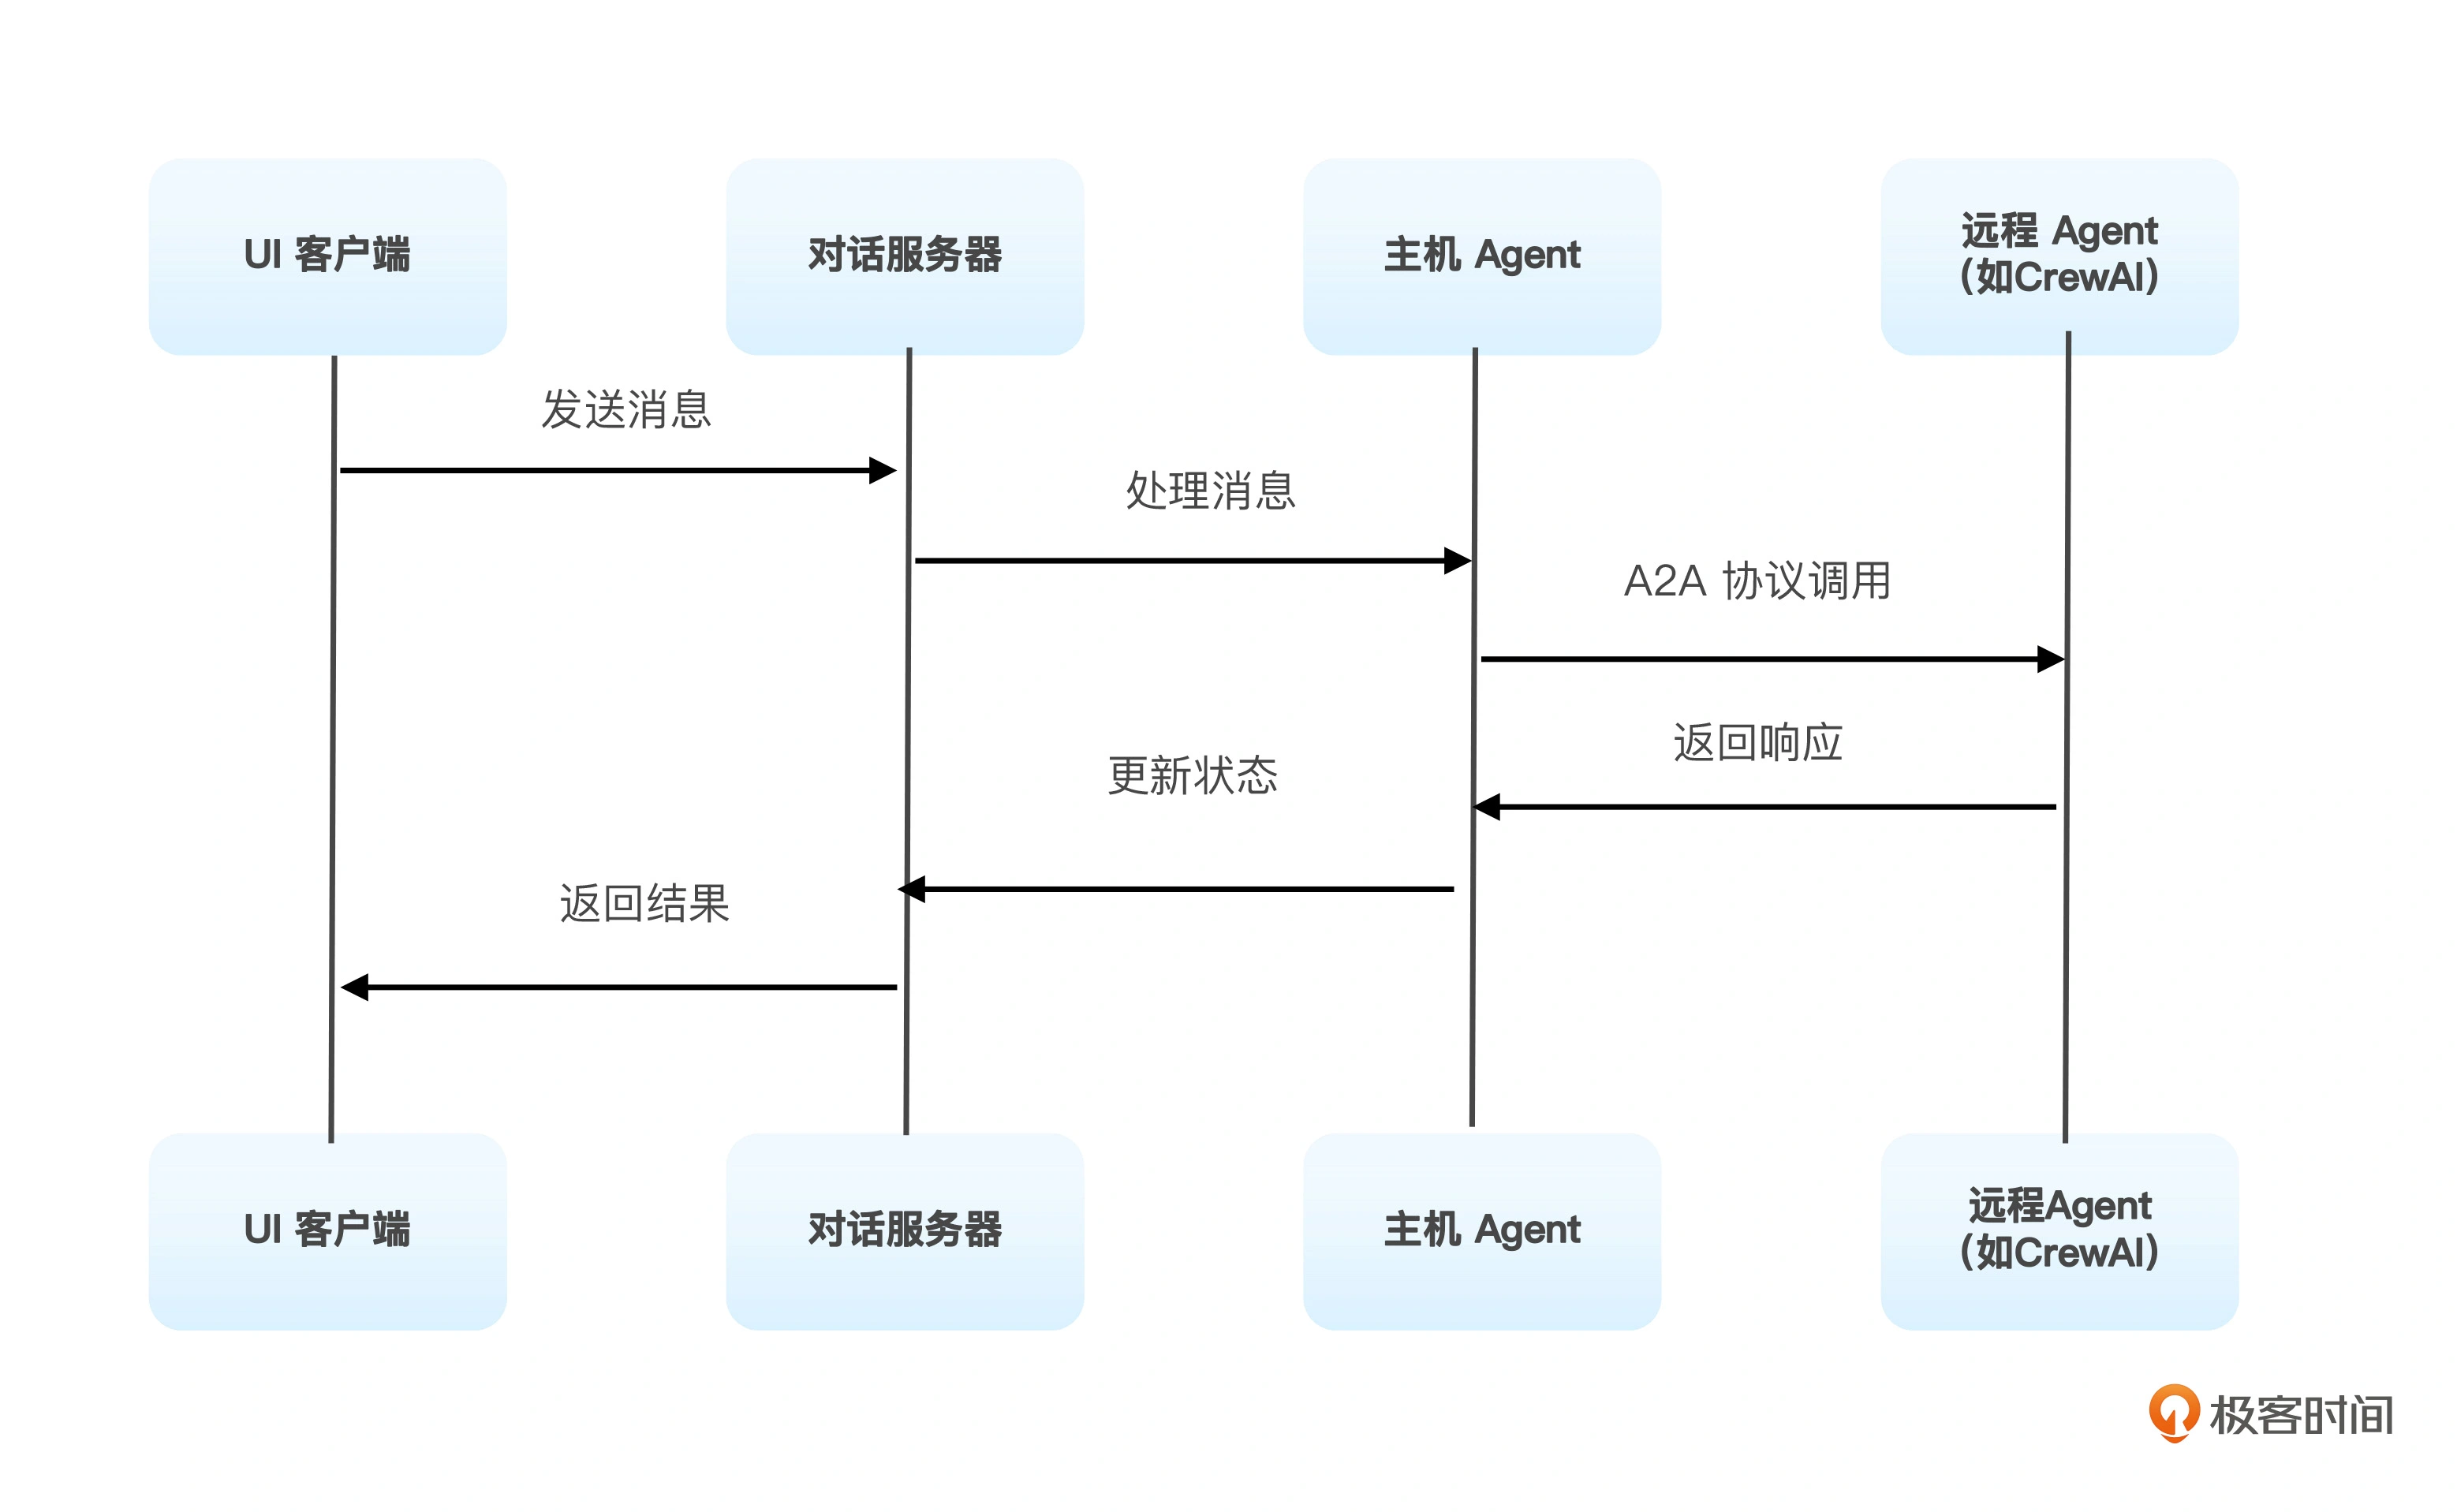 UI 客户端
对话服务器
主机 Agent
远程 Agent
(如CrewAI)
发送消息
处理消息
A2A 协议调用
返回响应
更新状态
返回结果
UI 客户端
对话服务器
主机 Agent
远程Agent
(如CrewAI)
极客时间